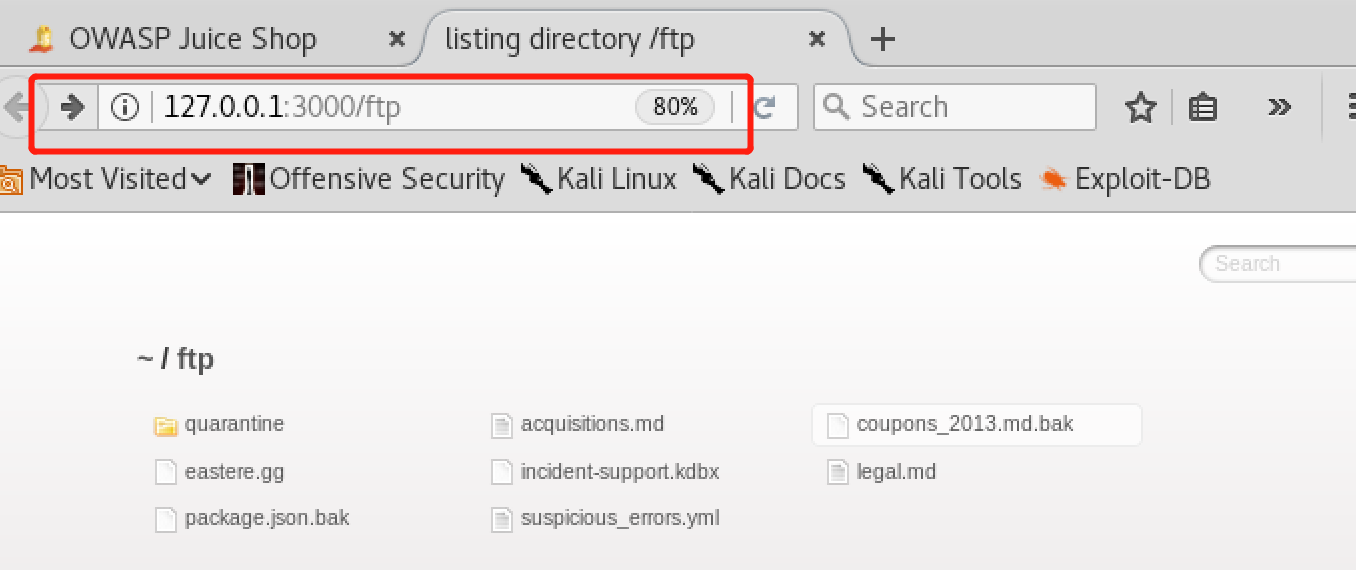 OWASP Juice Shop listing directory /ftp
127.0.0.1:3000/ftp 80% Search
Most Visited Offensive Security Kali Linux Kali Docs Kali Tools Exploit-DB
Search
~ / ftp
quarantine acquisitions.md coupons_2013.md.bak
eastere.gg incident-support.kdbx legal.md
package.json.bak suspicious_errors.yml